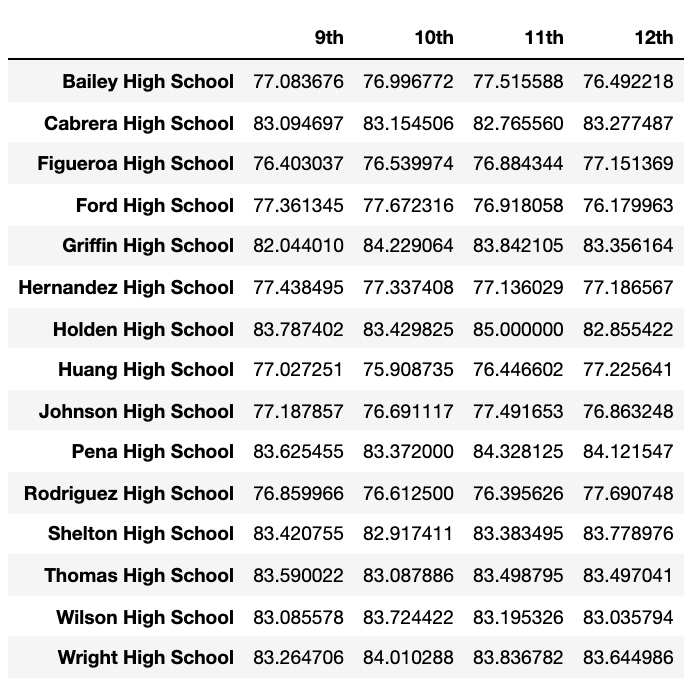 9th 10th 11th 12th
Bailey High School 77.083676 76.996772 77.515588 76.492218
Cabrera High School 83.094697 83.154506 82.765560 83.277487
Figueroa High School 76.403037 76.539974 76.884344 77.151369
Ford High School 77.361345 77.672316 76.918058 76.179963
Griffin High School 82.044010 84.229064 83.842105 83.356164
Hernandez High School 77.438495 77.337408 77.136029 77.186567
Holden High School 83.787402 83.429825 85.000000 82.855422
Huang High School 77.027251 75.908735 76.446602 77.225641
Johnson High School 77.187857 76.691117 77.491653 76.863248
Pena High School 83.625455 83.372000 84.328125 84.121547
Rodriguez High School 76.859966 76.612500 76.395626 77.690748
Shelton High School 83.420755 82.917411 83.383495 83.778976
Thomas High School 83.590022 83.087886 83.498795 83.497041
Wilson High School 83.085578 83.724422 83.195326 83.035794
Wright High School 83.264706 84.010288 83.836782 83.644986